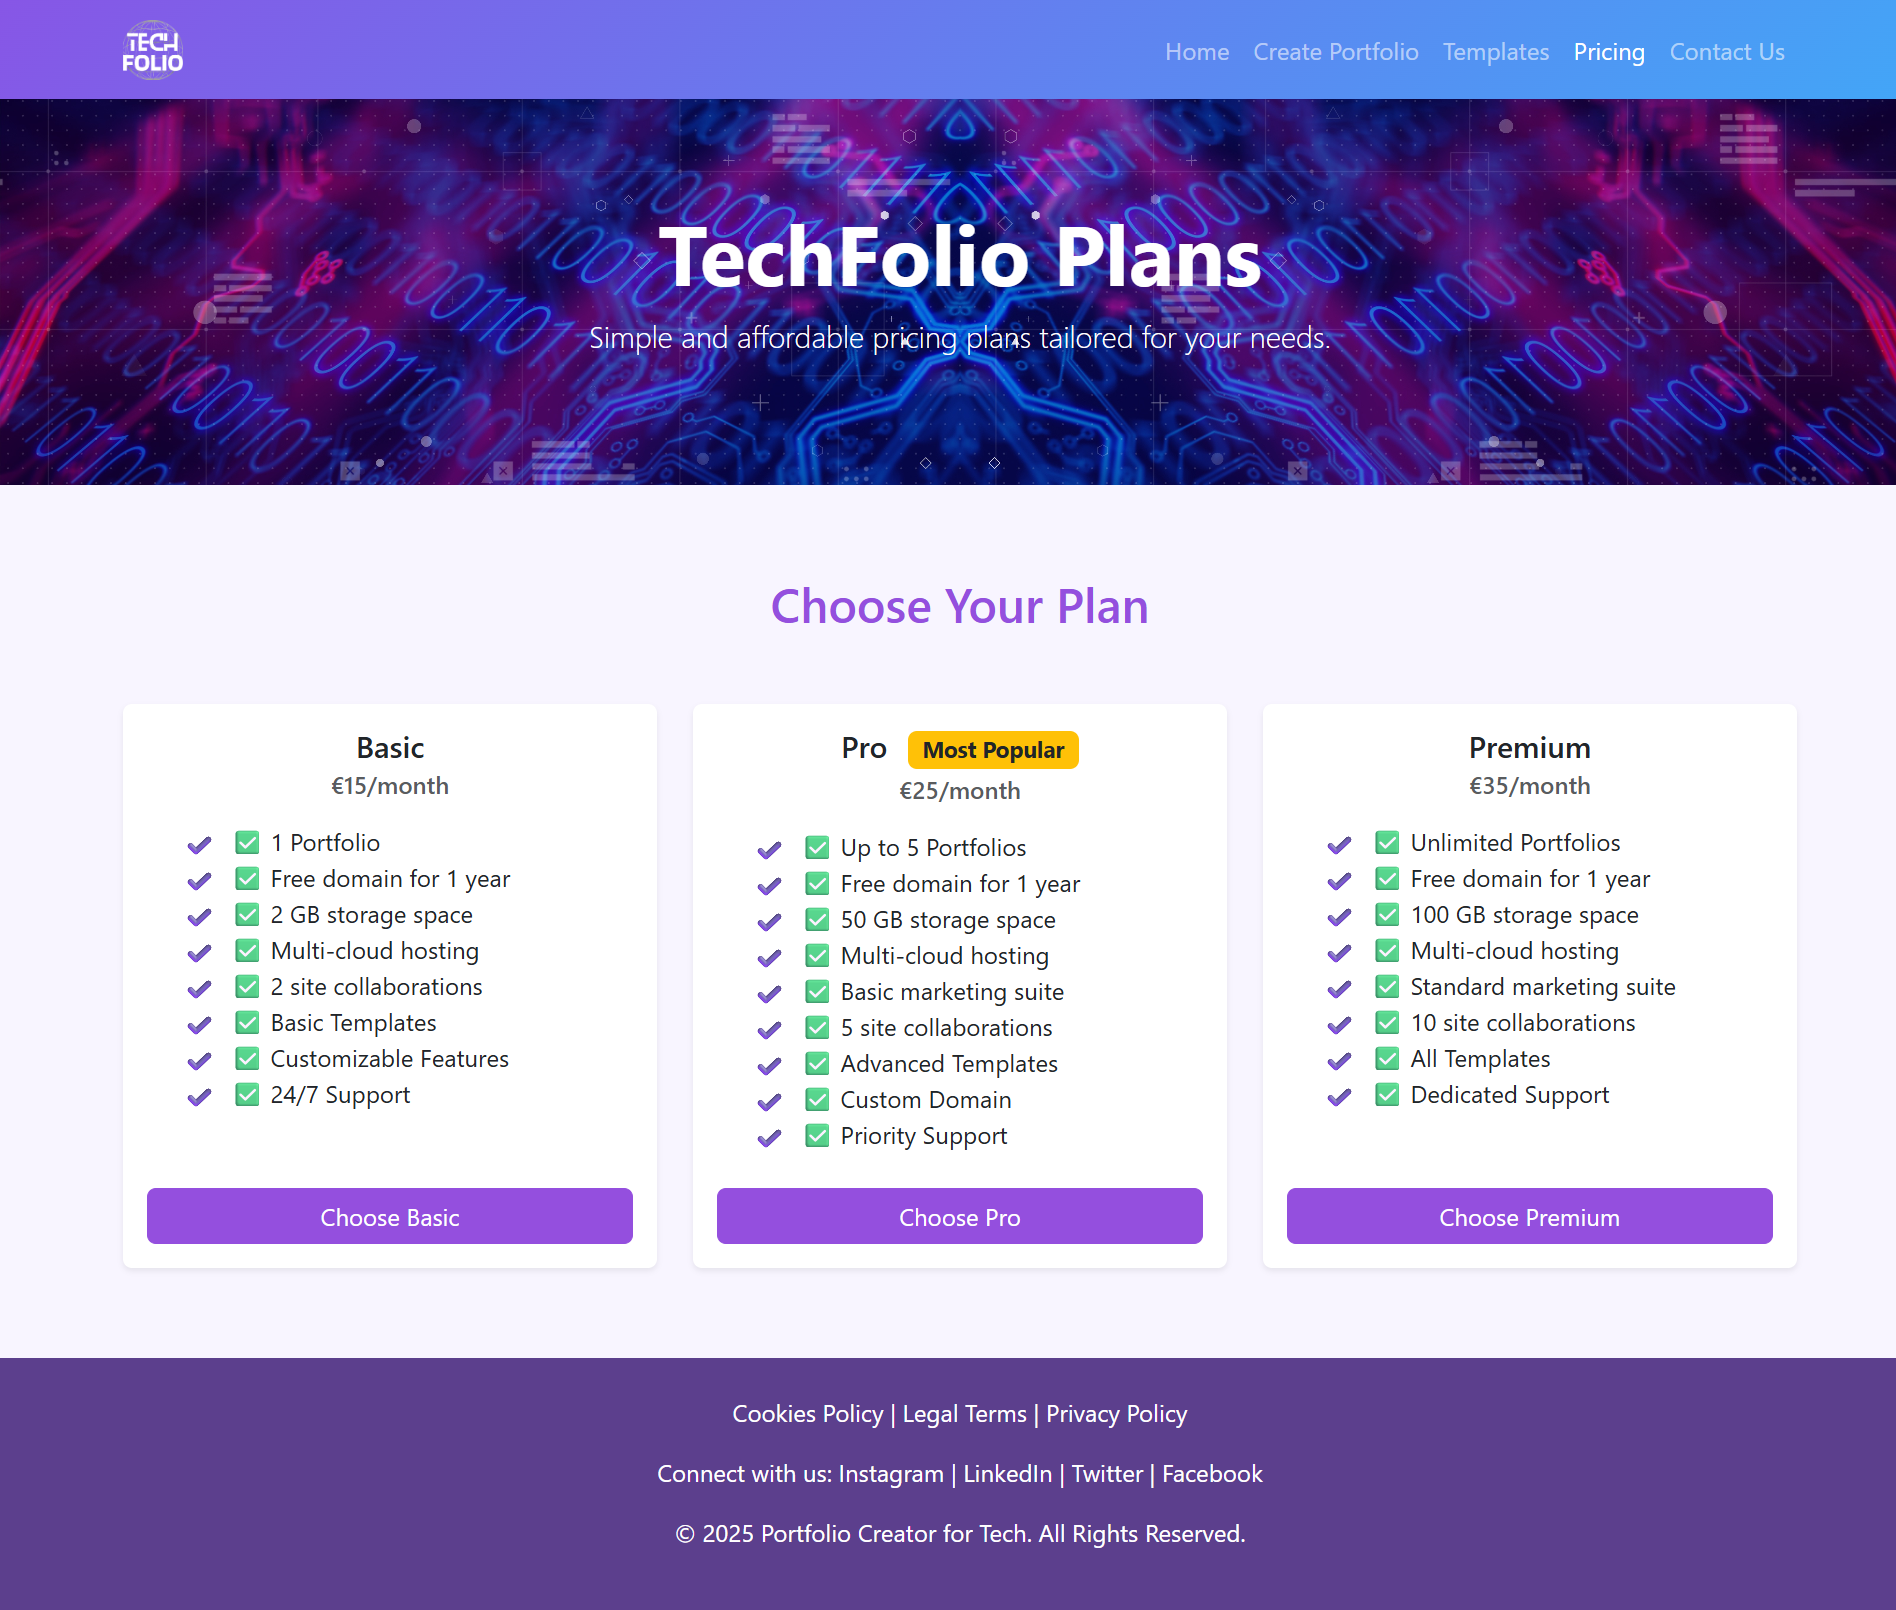 TECH
FOLIO
Home Create Portfolio Templates Pricing Contact Us
TechFolio Plans
Simple and affordable pricing plans tailored for your needs.
Choose Your Plan
Basic
€15/month
✔ ✅ 1 Portfolio
✔ ✅ Free domain for 1 year
✔ ✅ 2 GB storage space
✔ ✅ Multi-cloud hosting
✔ ✅ 2 site collaborations
✔ ✅ Basic Templates
✔ ✅ Customizable Features
✔ ✅ 24/7 Support
Choose Basic
Pro Most Popular
€25/month
✔ ✅ Up to 5 Portfolios
✔ ✅ Free domain for 1 year
✔ ✅ 50 GB storage space
✔ ✅ Multi-cloud hosting
✔ ✅ Basic marketing suite
✔ ✅ 5 site collaborations
✔ ✅ Advanced Templates
✔ ✅ Custom Domain
✔ ✅ Priority Support
Choose Pro
Premium
€35/month
✔ ✅ Unlimited Portfolios
✔ ✅ Free domain for 1 year
✔ ✅ 100 GB storage space
✔ ✅ Multi-cloud hosting
✔ ✅ Standard marketing suite
✔ ✅ 10 site collaborations
✔ ✅ All Templates
✔ ✅ Dedicated Support
Choose Premium
Cookies Policy | Legal Terms | Privacy Policy
Connect with us: Instagram | LinkedIn | Twitter | Facebook
© 2025 Portfolio Creator for Tech. All Rights Reserved.